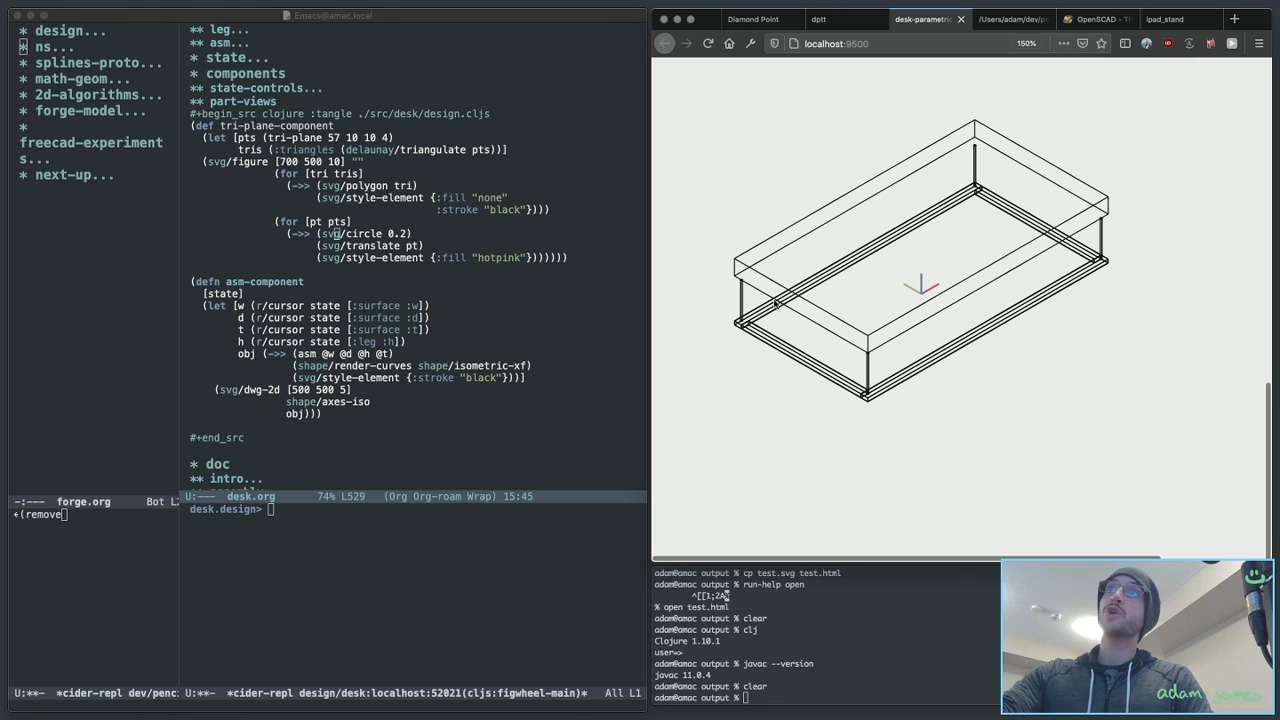 Emacs@amac.local
* design...
* ns...
* splines-proto...
* math-geom...
* 2d-algorithms...
* forge-model...
*
freecad-experiment
s...
* next-up...
-:--- forge.org Bot L
(remove
U:**- *cider-repl dev/penc
** leg...
** asm...
* state...
* components
** state-controls...
** part-views
#+begin_src clojure :tangle ./src/desk/design.cljs
(def tri-plane-component
(let [pts (tri-plane 57 10 10 4)
tris (:triangles (delaunay/triangulate pts))]
(svg/figure [700 500 10] ""
(for [tri tris]
(->> (svg/polygon tri)
(svg/style-element {:fill "none"
:stroke "black"})))
(for [pt pts]
(->> (svg/circle 0.2)
(svg/translate pt)
(svg/style-element {:fill "hotpink"})))))))
(defn asm-component
[state]
(let [w (r/cursor state [:surface :w])
d (r/cursor state [:surface :d])
t (r/cursor state [:surface :t])
h (r/cursor state [:leg :h])
obj (->> (asm @w @d @h @t)
(shape/render-curves shape/isometric-xf)
(svg/style-element {:stroke "black"}))]
(svg/dwg-2d [500 500 5]
shape/axes-iso
obj)))
#+end_src
* doc
** intro...
U:--- desk.org 74% L529 (Org Org-roam Wrap) 15:45
desk.design>
U:**- *cider-repl design/desk:localhost:52021(cljs:figwheel-main)* All L1
Diamond Point
dptt
desk-parametric
/Users/adam/dev/p
OpenSCAD - Th
ipad_stand
localhost:9500
150%
adam@amac output % cp test.svg test.html
adam@amac output % run-help open
^[[1;2A
% open test.html
adam@amac output % clear
adam@amac output % clj
Clojure 1.10.1
user=>
adam@amac output % javac --version
javac 11.0.4
adam@amac output % clear
adam@amac output %
adam james